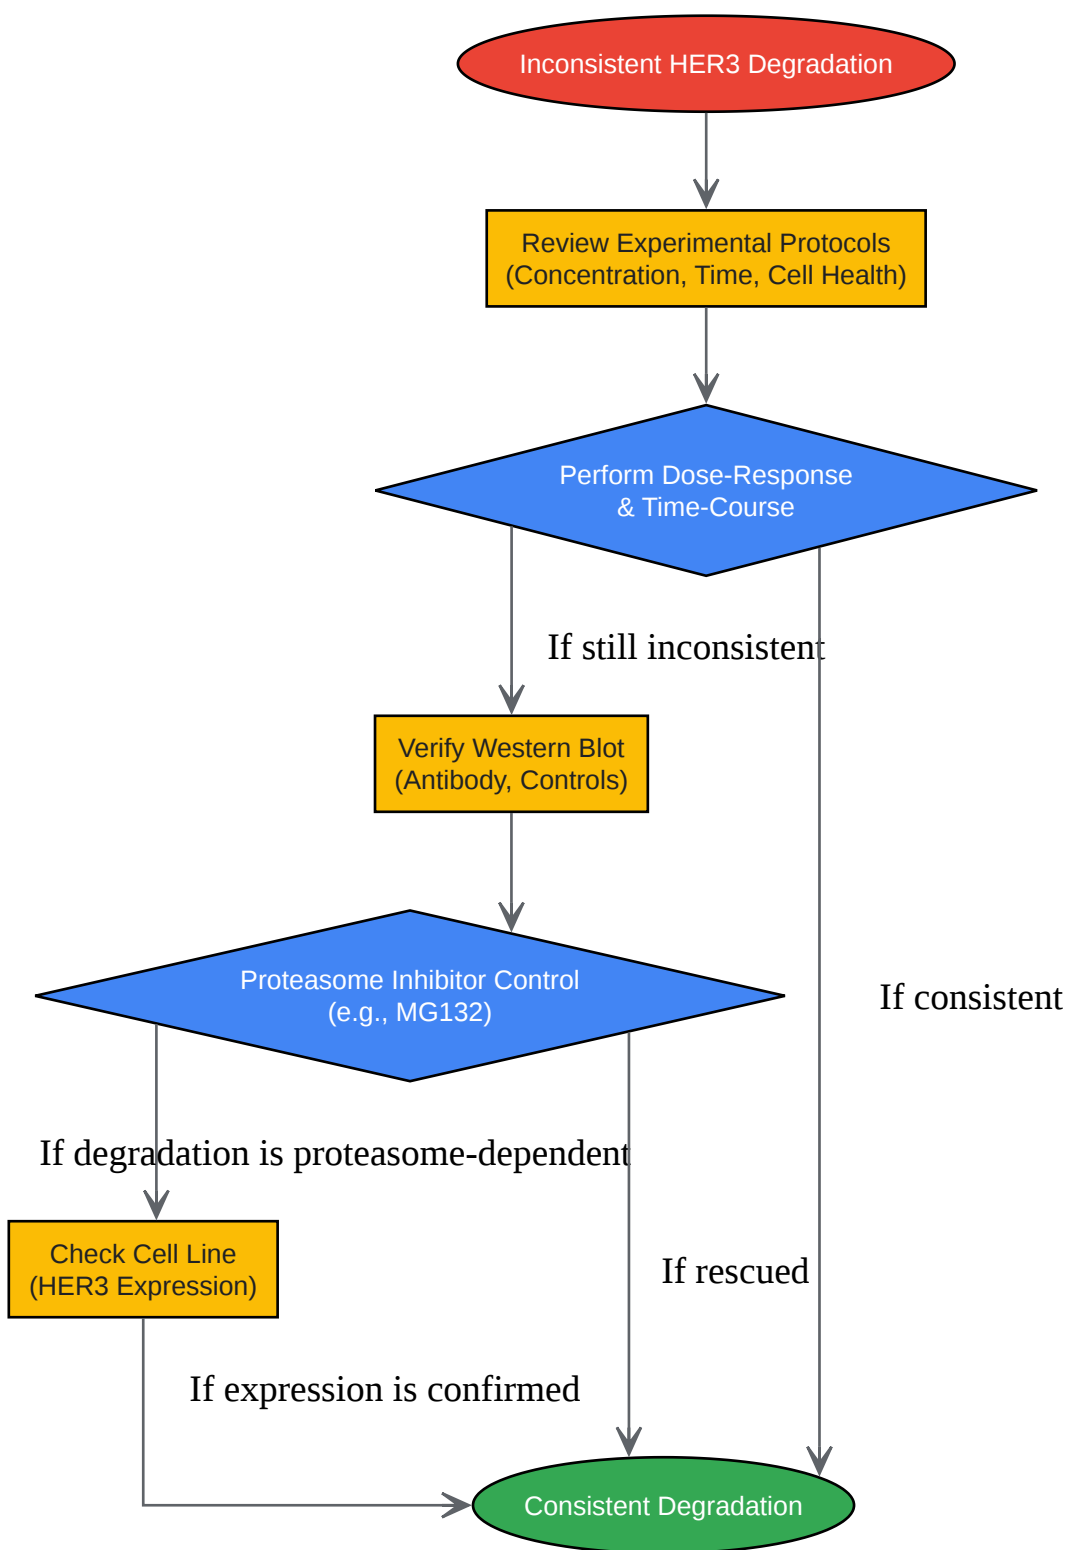 Inconsistent HER3 Degradation
Review Experimental Protocols
(Concentration, Time, Cell Health)
Perform Dose-Response
& Time-Course
If still inconsistent
Verify Western Blot
(Antibody, Controls)
Proteasome Inhibitor Control
(e.g., MG132)
If consistent
If degradation is proteasome-dependent
Check Cell Line
(HER3 Expression)
If rescued
If expression is confirmed
Consistent Degradation